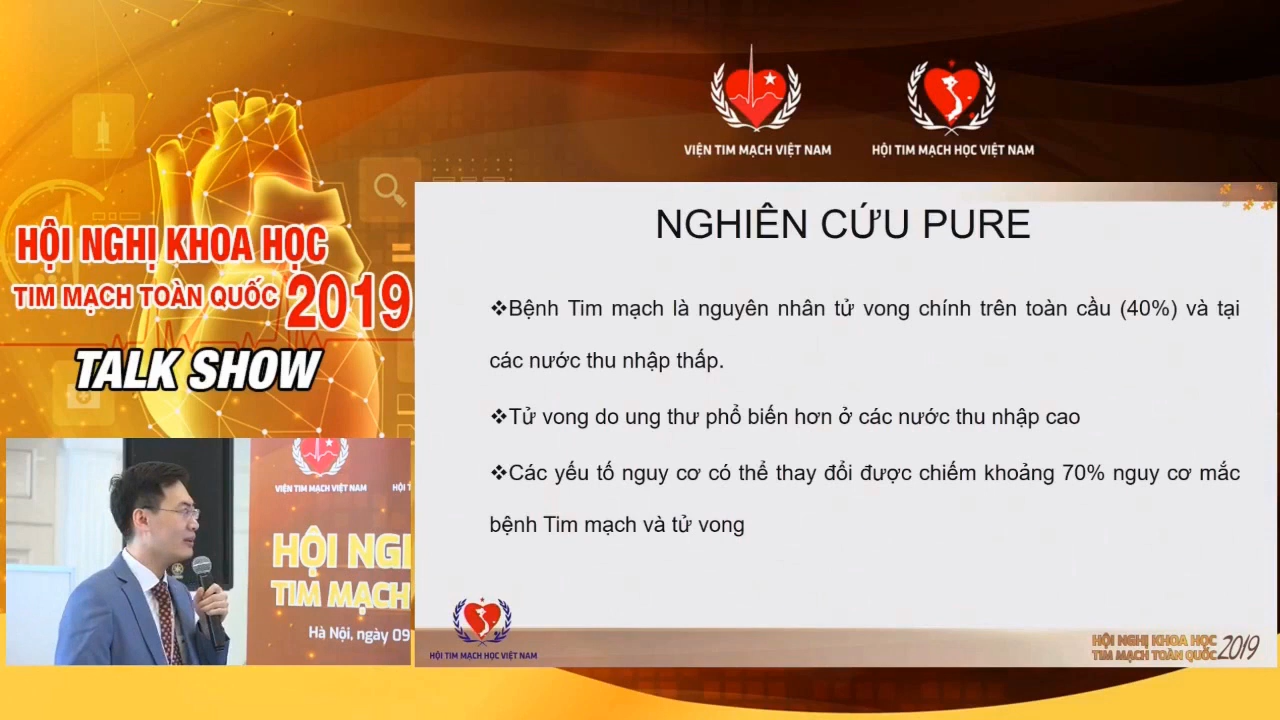 VIỆN TIM MẠCH VIỆT NAM
HỘI TIM MẠCH HỌC VIỆT NAM
HỘI NGHỊ KHOA HỌC
TIM MẠCH TOÀN QUỐC 2019
TALK SHOW
NGHIÊN CỨU PURE
❖Bệnh Tim mạch là nguyên nhân tử vong chính trên toàn cầu (40%) và tại
các nước thu nhập thấp.
❖Tử vong do ung thư phổ biến hơn ở các nước thu nhập cao
❖Các yếu tố nguy cơ có thể thay đổi được chiếm khoảng 70% nguy cơ mắc
bệnh Tim mạch và tử vong
VIỆN TIM MẠCH VIỆT NAM
HỘI NGH
TIM MẠCH
Hà Nội, ngày 09
HỘI TIM MẠCH HỌC VIỆT NAM
HỘI NGHỊ KHOA HỌC
TIM MẠCH TOÀN QUỐC 2019